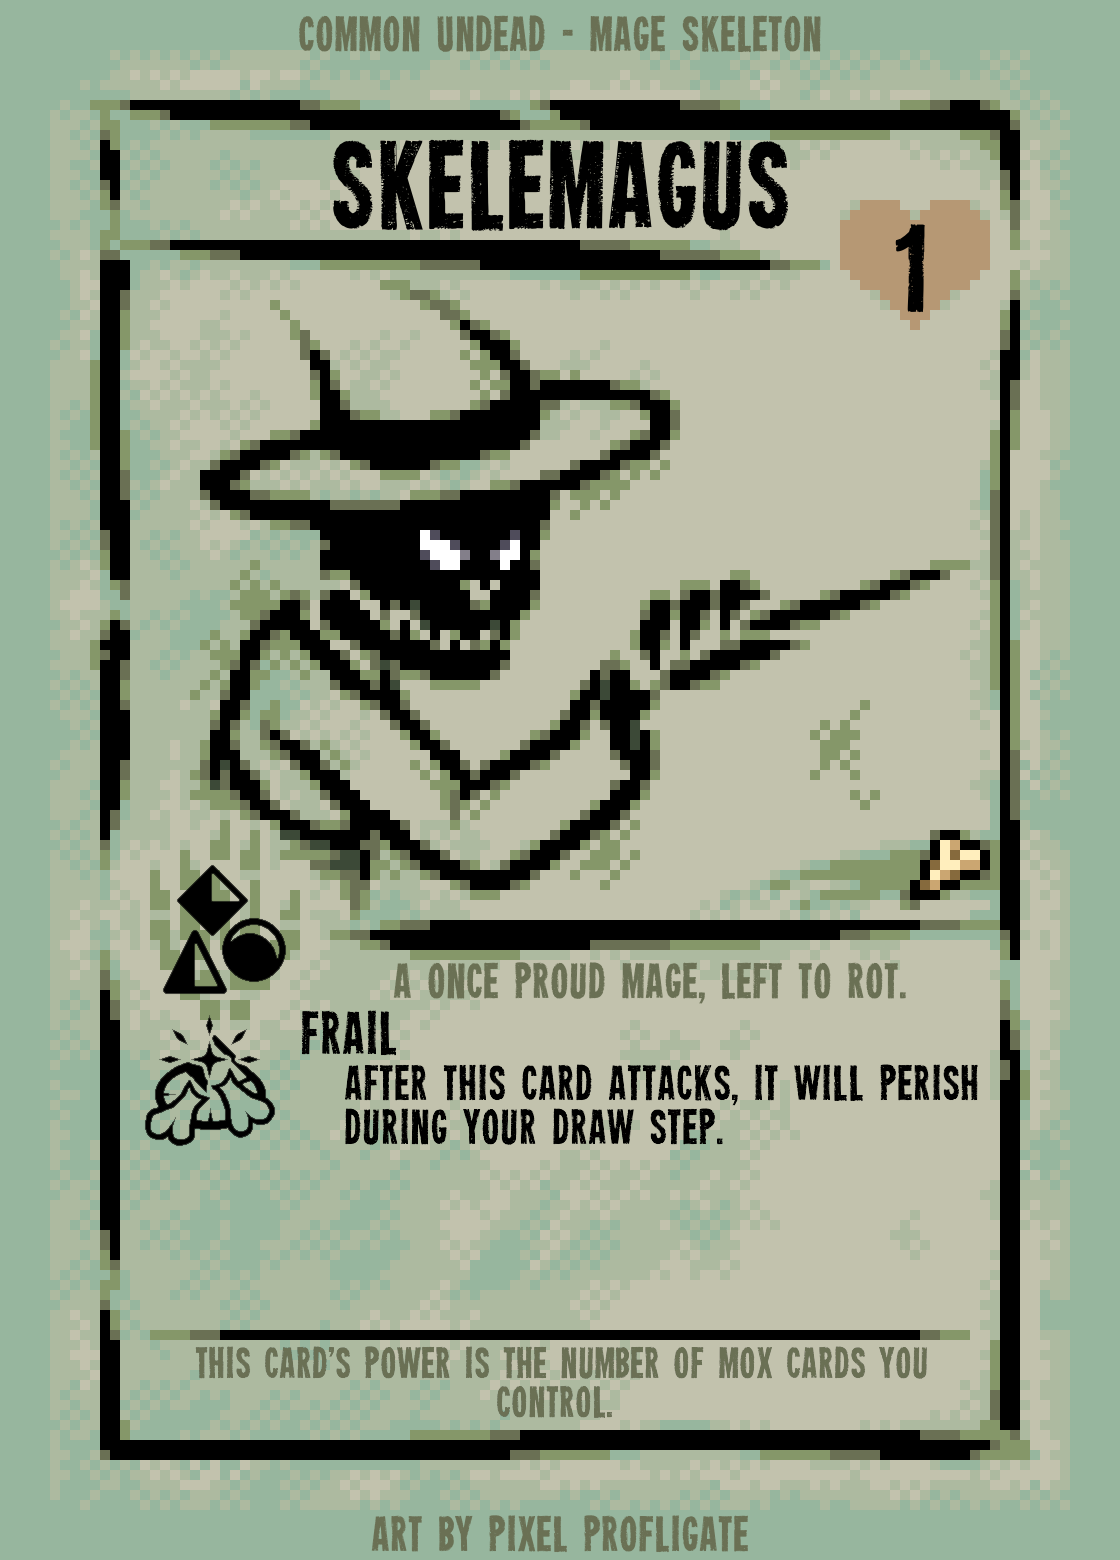 COMMON UNDEAD - MAGE SKELETON
SKELEMAGUS
1
A ONCE PROUD MAGE, LEFT TO ROT.
FRAIL
AFTER THIS CARD ATTACKS, IT WILL PERISH
DURING YOUR DRAW STEP.
THIS CARD'S POWER IS THE NUMBER OF MOX CARDS YOU
CONTROL.
ART BY PIXEL PROFLIGATE